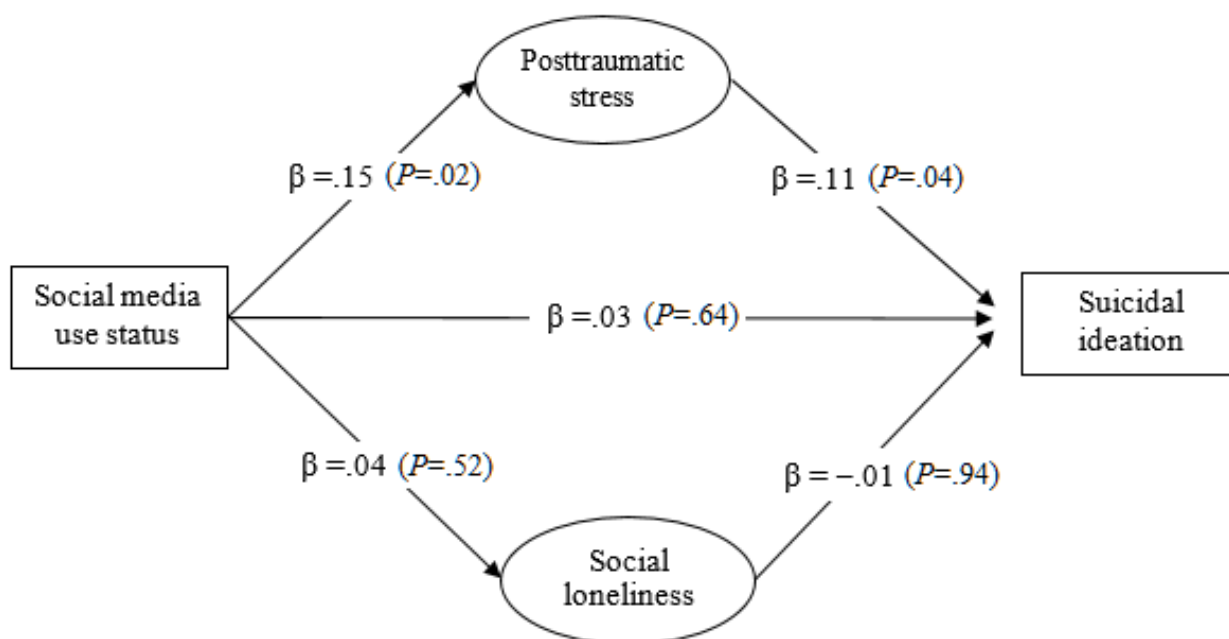 Posttraumatic
stress
β =.15 (P=.02)
β =.11 (P=.04)
Social media
use status
β =.03 (P=.64)
Suicidal
ideation
β =.04 (P=.52)
β = –.01 (P=.94)
Social
loneliness